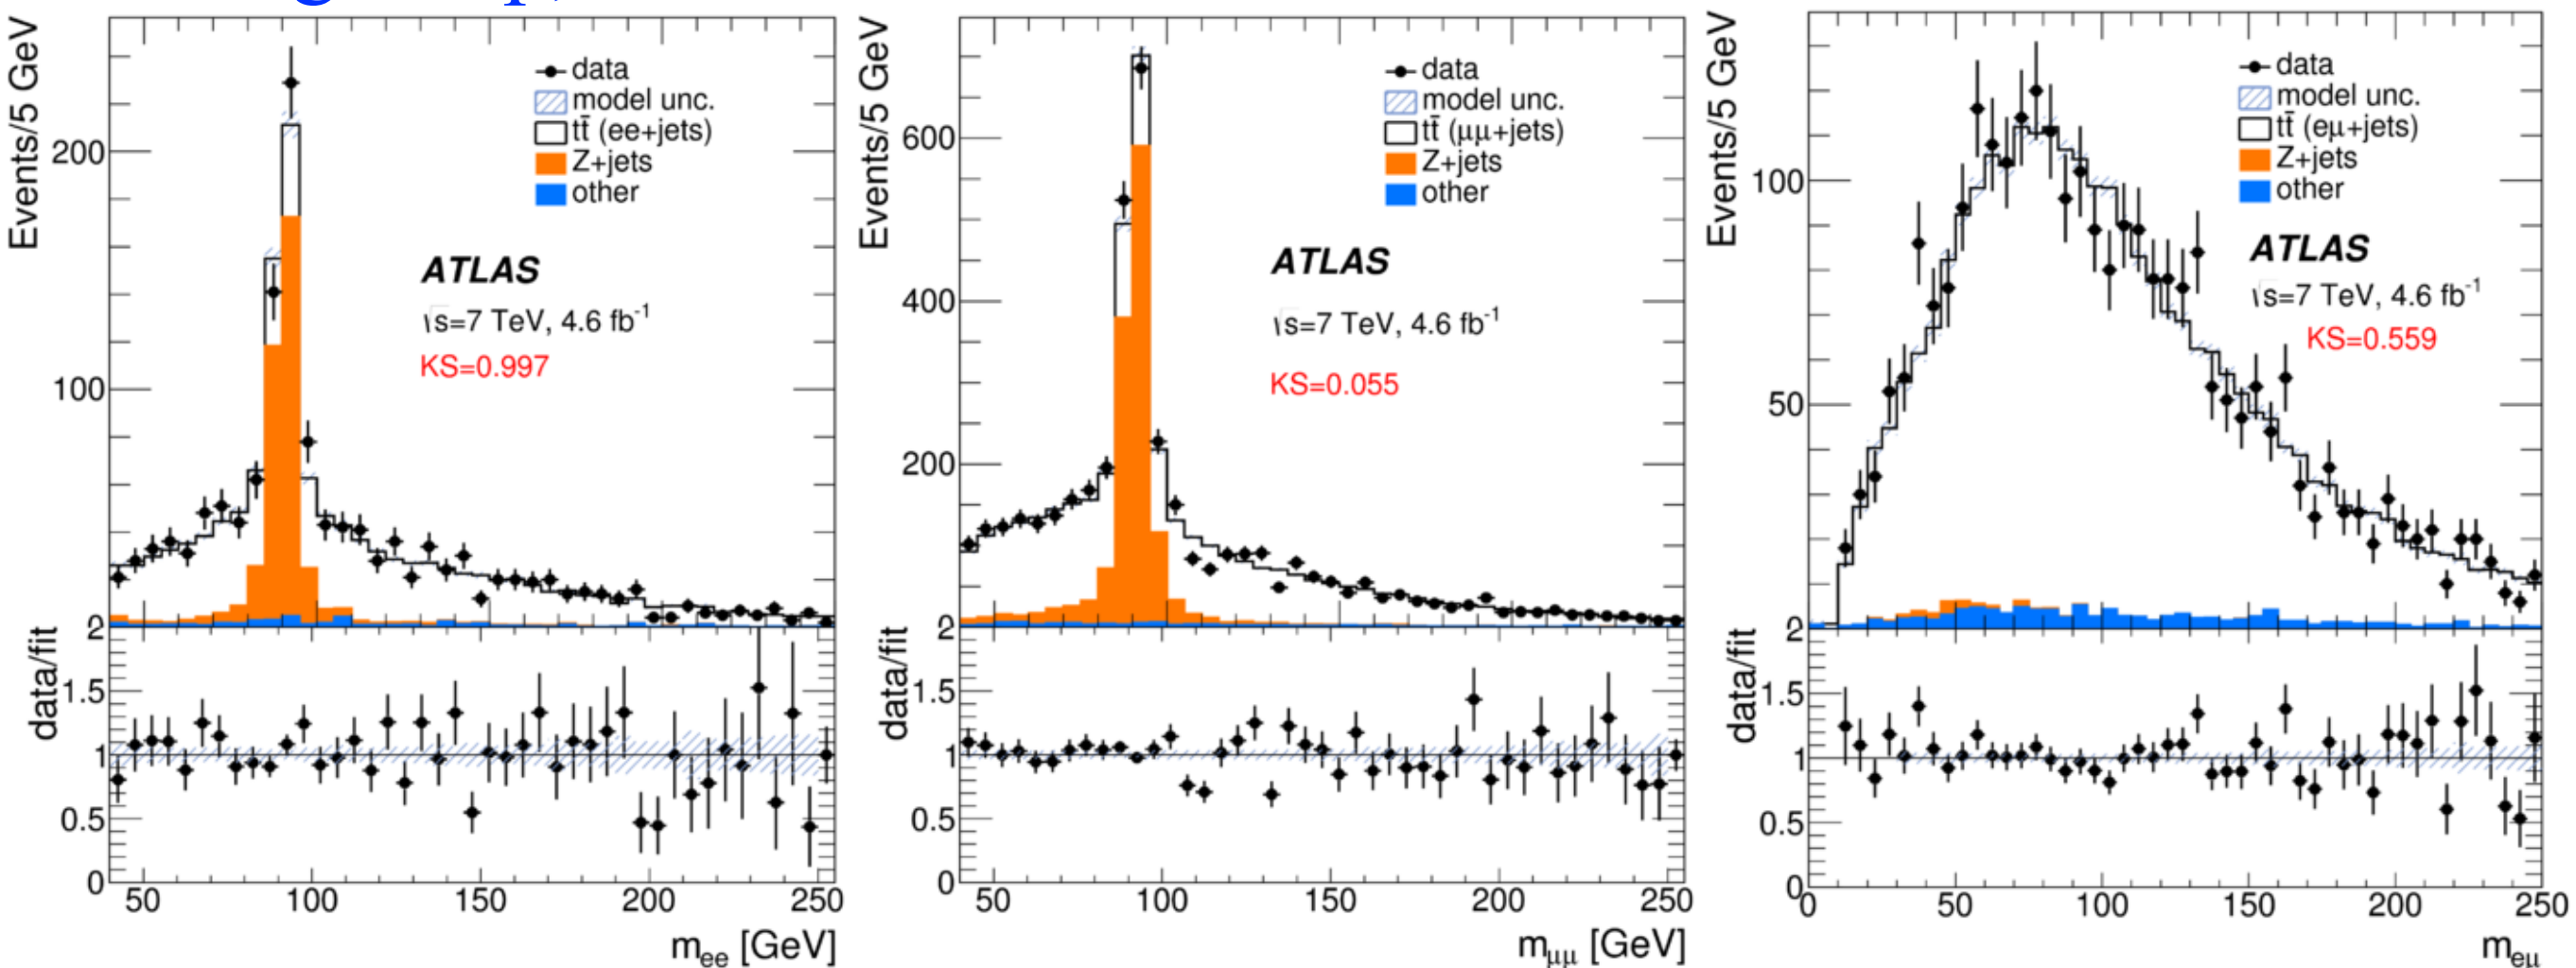 Events/5 GeV
200
100
data
model unc.
tt̄ (ee+jets)
Z+jets
other
ATLAS
√s=7 TeV, 4.6 fb⁻¹
KS=0.997
data/fit
2
1.5
1
0.5
0
50 100 150 200 250
mₑₑ [GeV]
Events/5 GeV
600
400
200
data
model unc.
tt̄ (μμ+jets)
Z+jets
other
ATLAS
√s=7 TeV, 4.6 fb⁻¹
KS=0.055
data/fit
2
1.5
1
0.5
0
50 100 150 200 250
m_μμ [GeV]
Events/5 GeV
100
50
data
model unc.
tt̄ (eμ+jets)
Z+jets
other
ATLAS
√s=7 TeV, 4.6 fb⁻¹
KS=0.559
data/fit
2
1.5
1
0.5
0
0 50 100 150 200 250
m_eμ